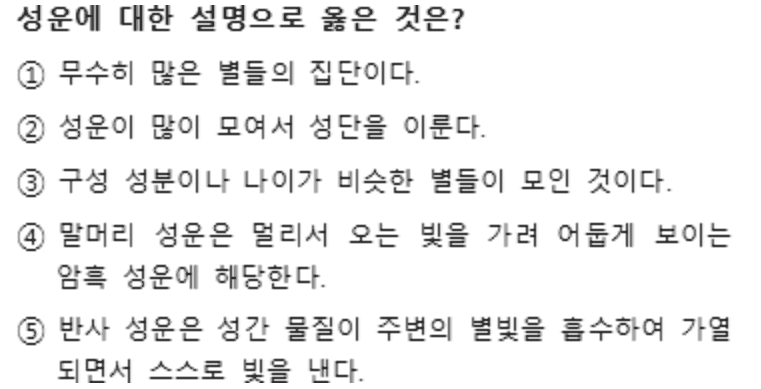 성운에 대한 설명으로 옳은 것은?
① 무수히 많은 별들의 집단이다.
② 성운이 많이 모여서 성단을 이룬다.
③ 구성 성분이나 나이가 비슷한 별들이 모인 것이다.
④ 말머리 성운은 멀리서 오는 빛을 가려 어둡게 보이는
암흑 성운에 해당한다.
⑤ 반사 성운은 성간 물질이 주변의 별빛을 흡수하여 가열
되면서 스스로 빛을 낸다.